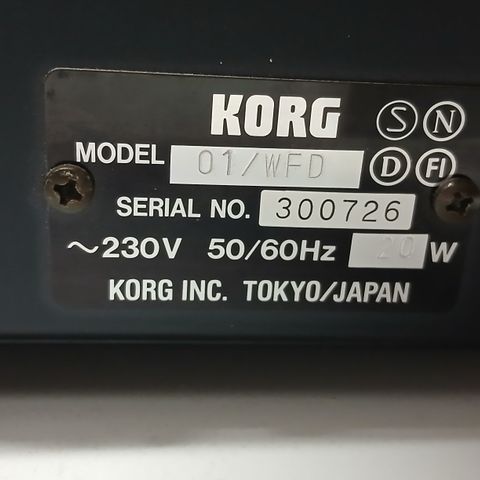 KORG S N
MODEL 01/WFD D FI
SERIAL NO. 300726
~230V 50/60Hz 20 W
KORG INC. TOKYO/JAPAN